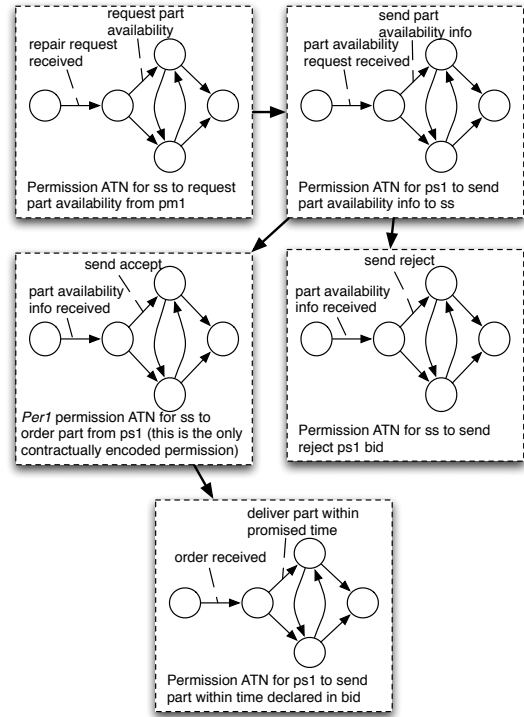 request part
availability
repair request
received
Permission ATN for ss to request
part availability from pm1
send part
availability info
part availability
request received
Permission ATN for ps1 to send
part availability info to ss
send accept
part availability
info received
Per1 permission ATN for ss to
order part from ps1 (this is the only
contractually encoded permission)
send reject
part availability
info received
Permission ATN for ss to send
reject ps1 bid
deliver part within
promised time
order received
Permission ATN for ps1 to send
part within time declared in bid